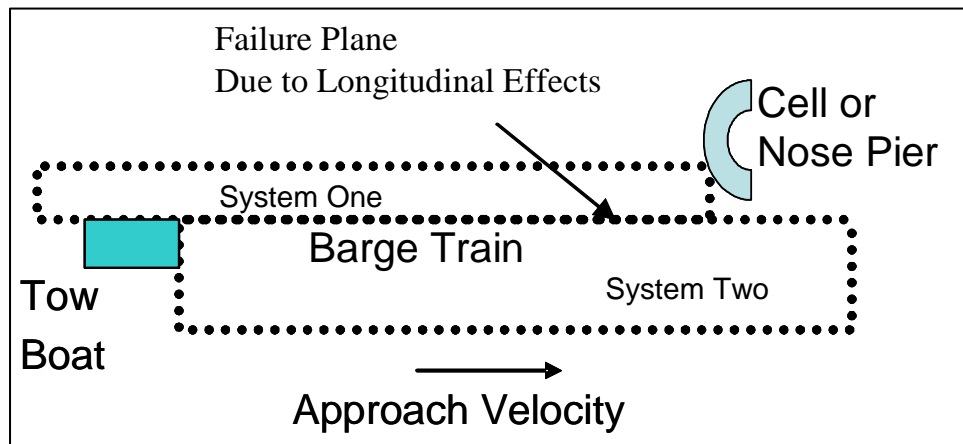 Failure Plane
Due to Longitudinal Effects
Cell or
Nose Pier
System One
Barge Train
System Two
Tow
Boat
Approach Velocity